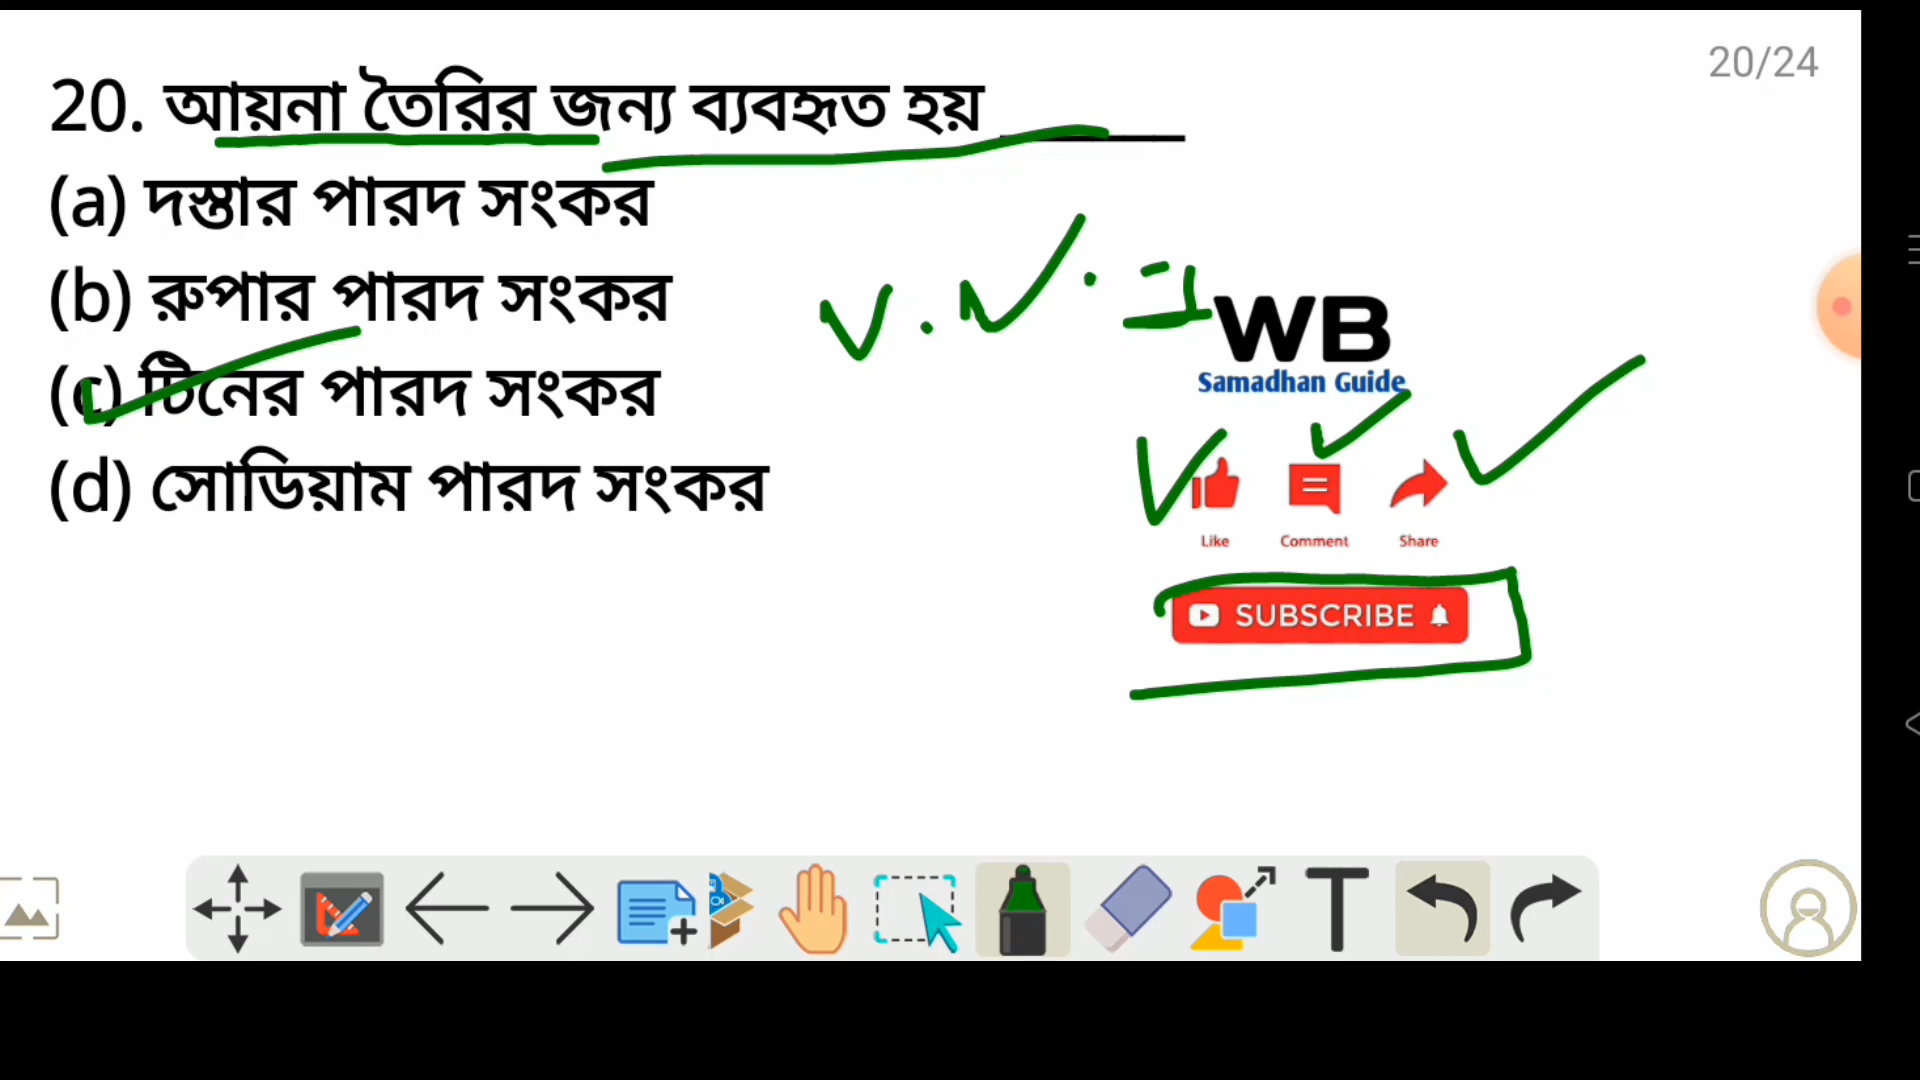 20/24
20. আয়না তৈরির জন্য ব্যবহৃত হয় ______
(a) দস্তার পারদ সংকর
(b) রুপার পারদ সংকর
(c) টিনের পারদ সংকর
(d) সোডিয়াম পারদ সংকর
WB
Samadhan Guide
Like Comment Share
SUBSCRIBE
T